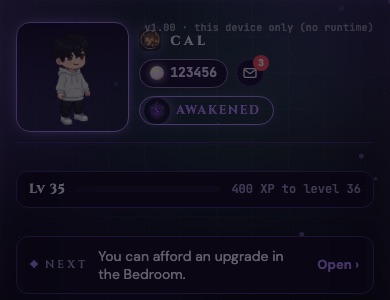 v1.00 · this device only (no runtime)
CAL
123456
3
AWAKENED
Lv 35
400 XP to level 36
◆ NEXT
You can afford an upgrade in
the Bedroom.
Open ›